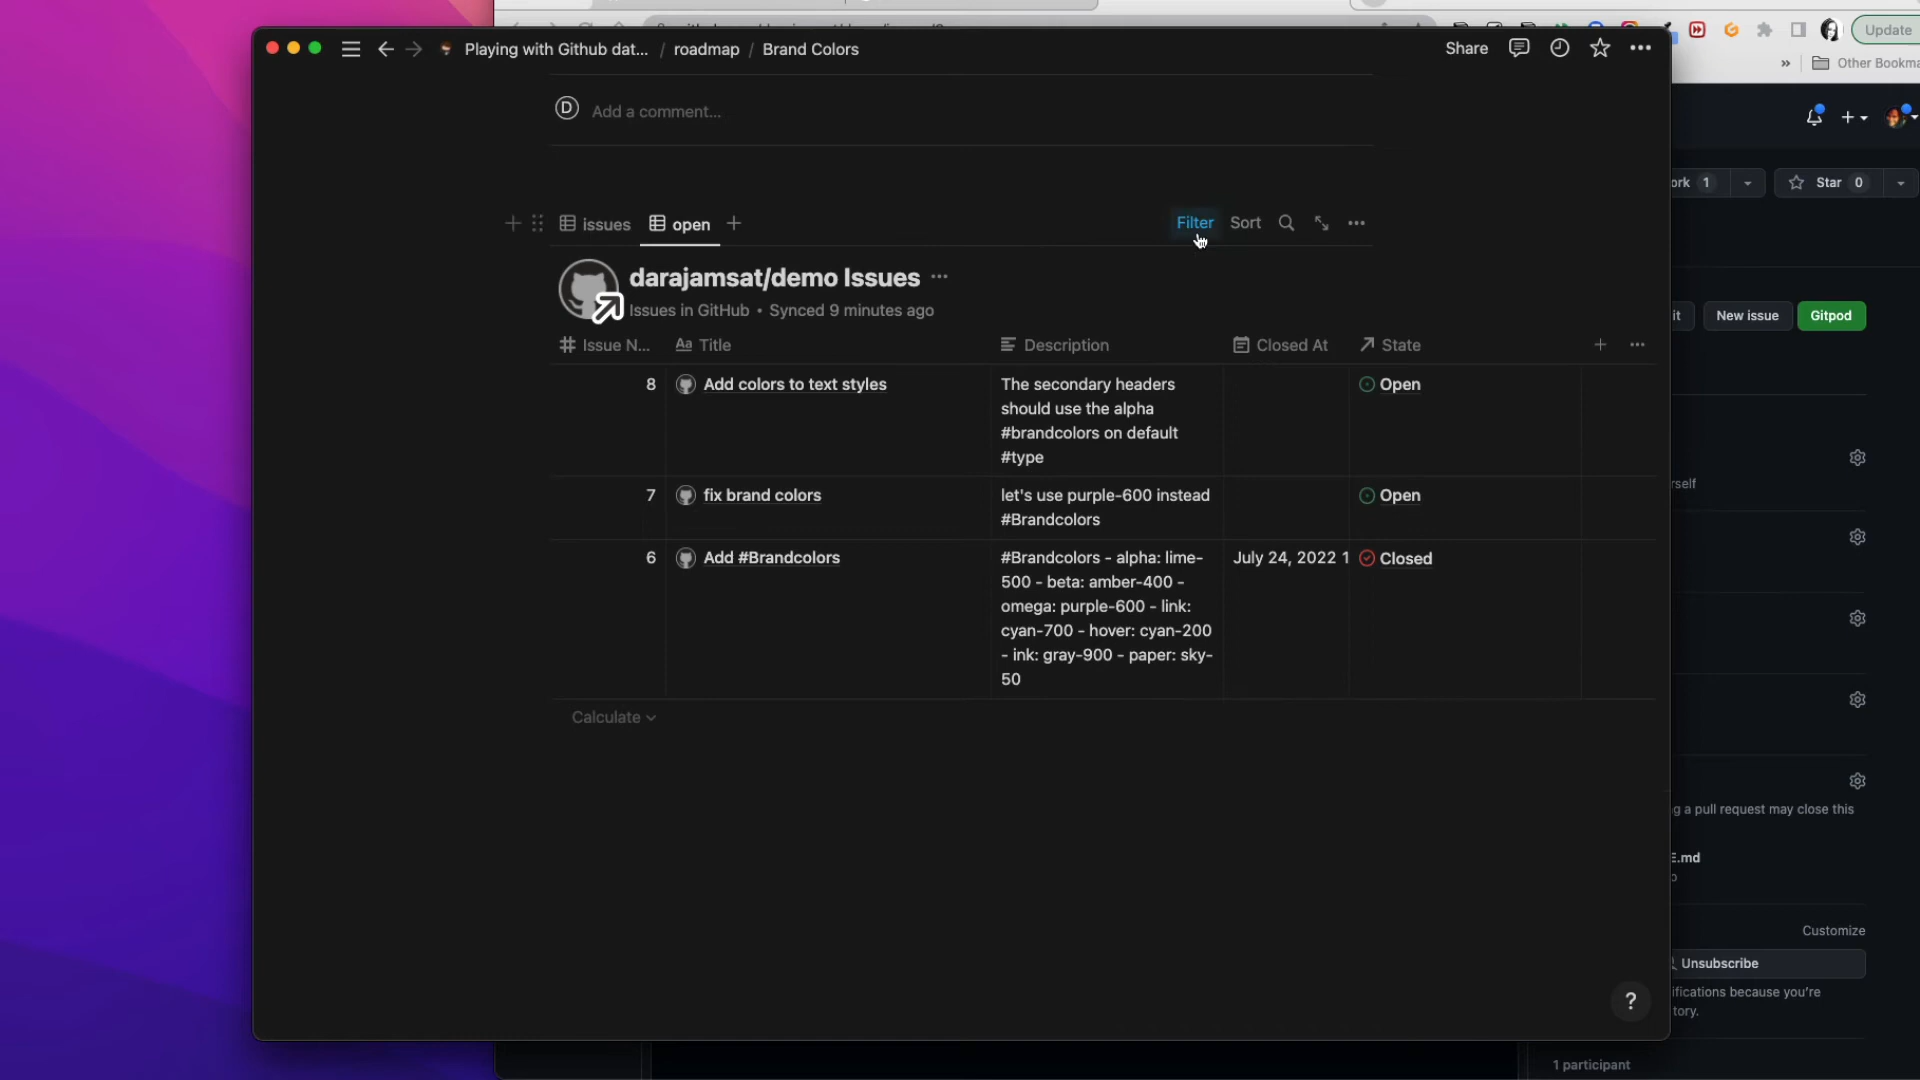 Update
Playing with Github dat... / roadmap / Brand Colors
Share
Other Bookma
D Add a comment...
issues open
Filter Sort
ork 1
Star 0
darajamsat/demo Issues
Issues in GitHub • Synced 9 minutes ago
it
New issue
Gitpod
Issue N... Aa Title Description Closed At State
8 Add colors to text styles
The secondary headers
should use the alpha
#brandcolors on default
#type
Open
7 fix brand colors
let's use purple-600 instead
#Brandcolors
Open
6 Add #Brandcolors
#Brandcolors - alpha: lime-
500 - beta: amber-400 -
omega: purple-600 - link:
cyan-700 - hover: cyan-200
- ink: gray-900 - paper: sky-
50
July 24, 2022 1
Closed
Calculate
rself
g a pull request may close this
E.md
Customize
Unsubscribe
ifications because you're
tory.
?
1 participant